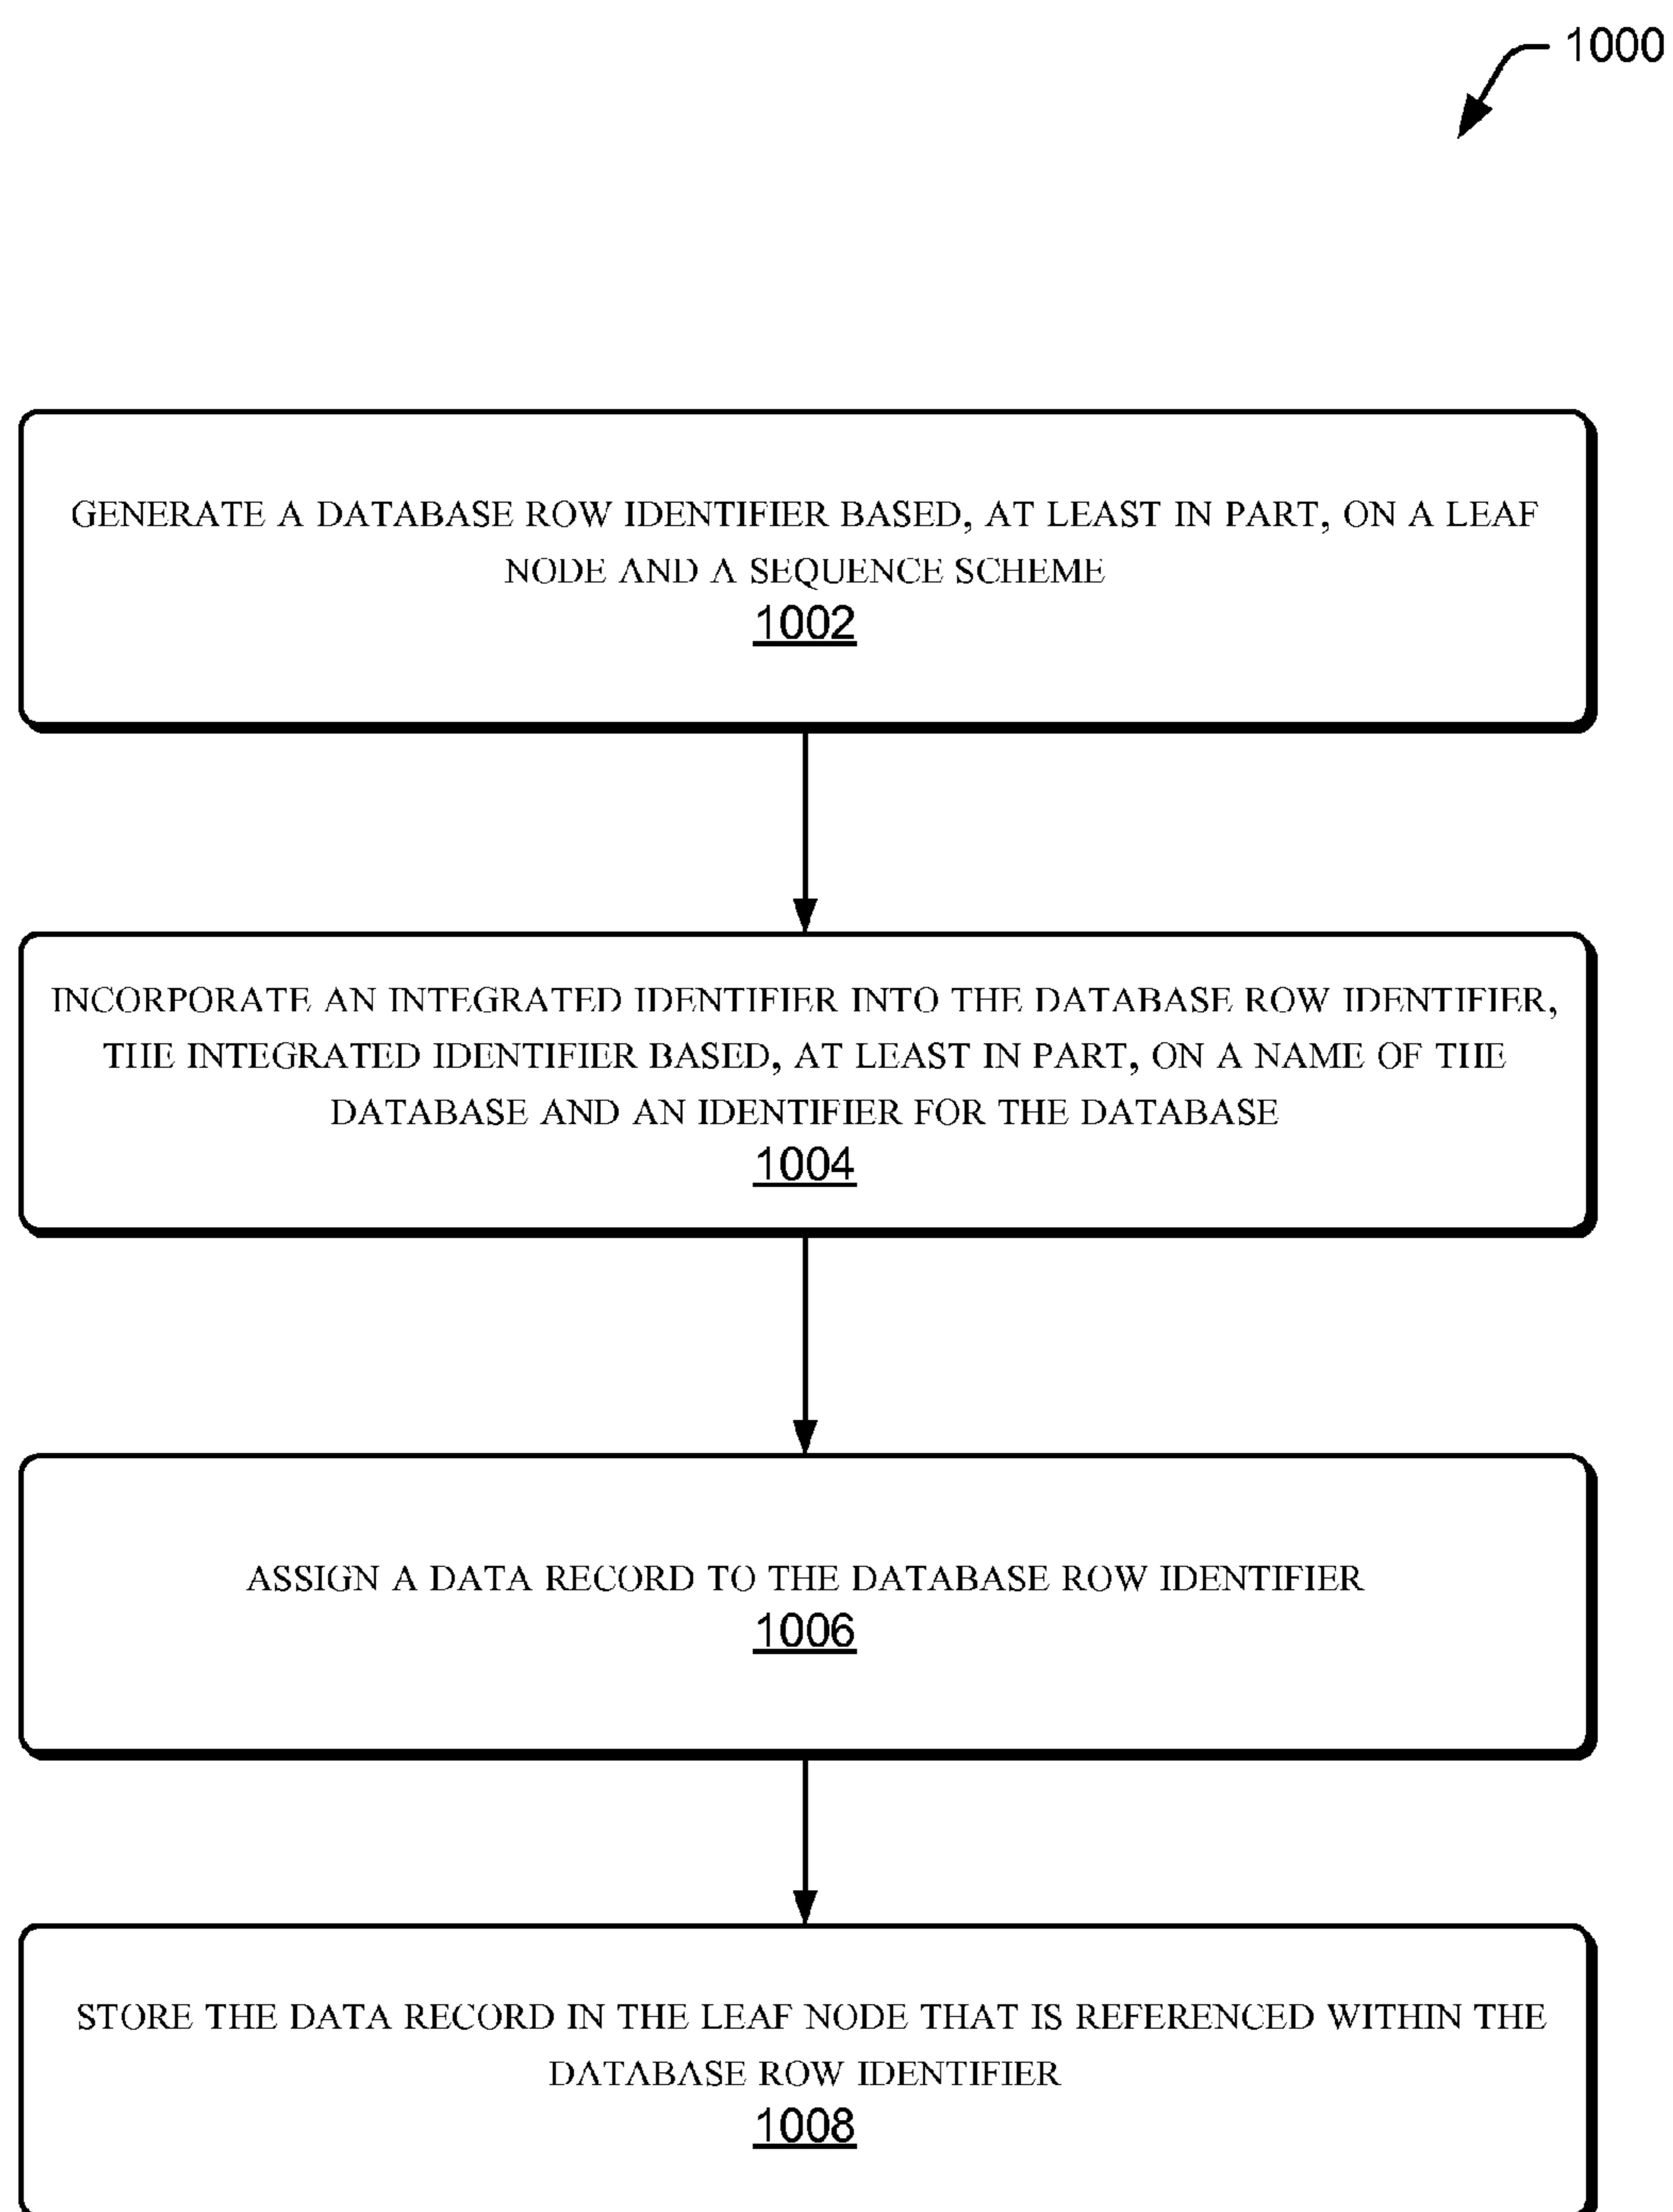 1000
GENERATE A DATABASE ROW IDENTIFIER BASED, AT LEAST IN PART, ON A LEAF
NODE AND A SEQUENCE SCHEME
1002
INCORPORATE AN INTEGRATED IDENTIFIER INTO THE DATABASE ROW IDENTIFIER,
THE INTEGRATED IDENTIFIER BASED, AT LEAST IN PART, ON A NAME OF THE
DATABASE AND AN IDENTIFIER FOR THE DATABASE
1004
ASSIGN A DATA RECORD TO THE DATABASE ROW IDENTIFIER
1006
STORE THE DATA RECORD IN THE LEAF NODE THAT IS REFERENCED WITHIN THE
DATABASE ROW IDENTIFIER
1008